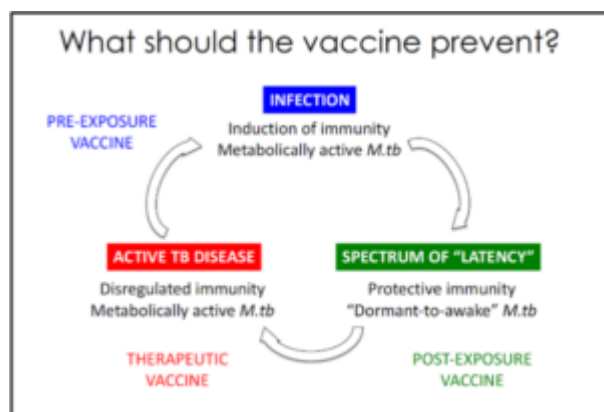 What should the vaccine prevent?
INFECTION
PRE-EXPOSURE
VACCINE
Induction of immunity
Metabolically active M.tb
ACTIVE TB DISEASE
Disregulated immunity
Metabolically active M.tb
THERAPEUTIC
VACCINE
SPECTRUM OF "LATENCY"
Protective immunity
"Dormant-to-awake" M.tb
POST-EXPOSURE
VACCINE